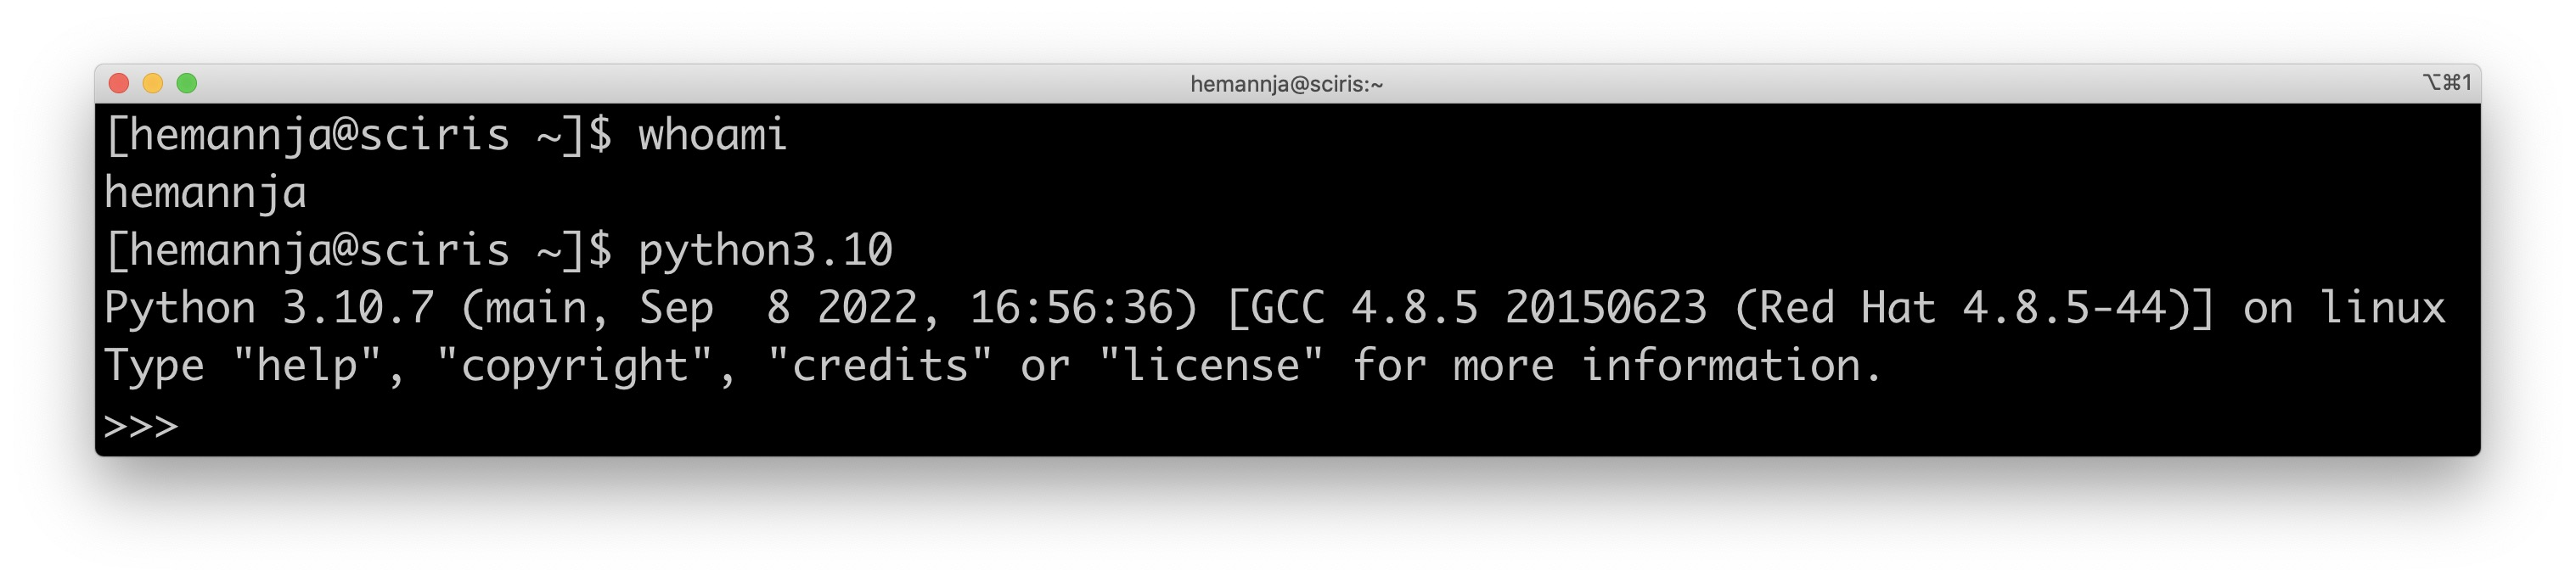 hemannja@sciris:~
⌥⌘1
[hemannja@sciris ~]$ whoami
hemannja
[hemannja@sciris ~]$ python3.10
Python 3.10.7 (main, Sep  8 2022, 16:56:36) [GCC 4.8.5 20150623 (Red Hat 4.8.5-44)] on linux
Type "help", "copyright", "credits" or "license" for more information.
>>>